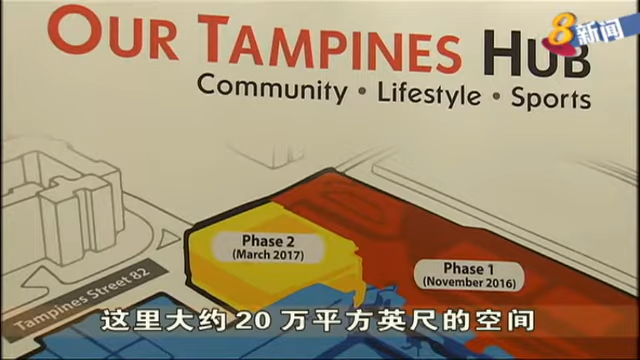 8新闻
OUR TAMPINES HUB
Community • Lifestyle • Sports
Phase 2
(March 2017)
Phase 1
(November 2016)
Tampines Street 82
这里大约20万平方英尺的空间